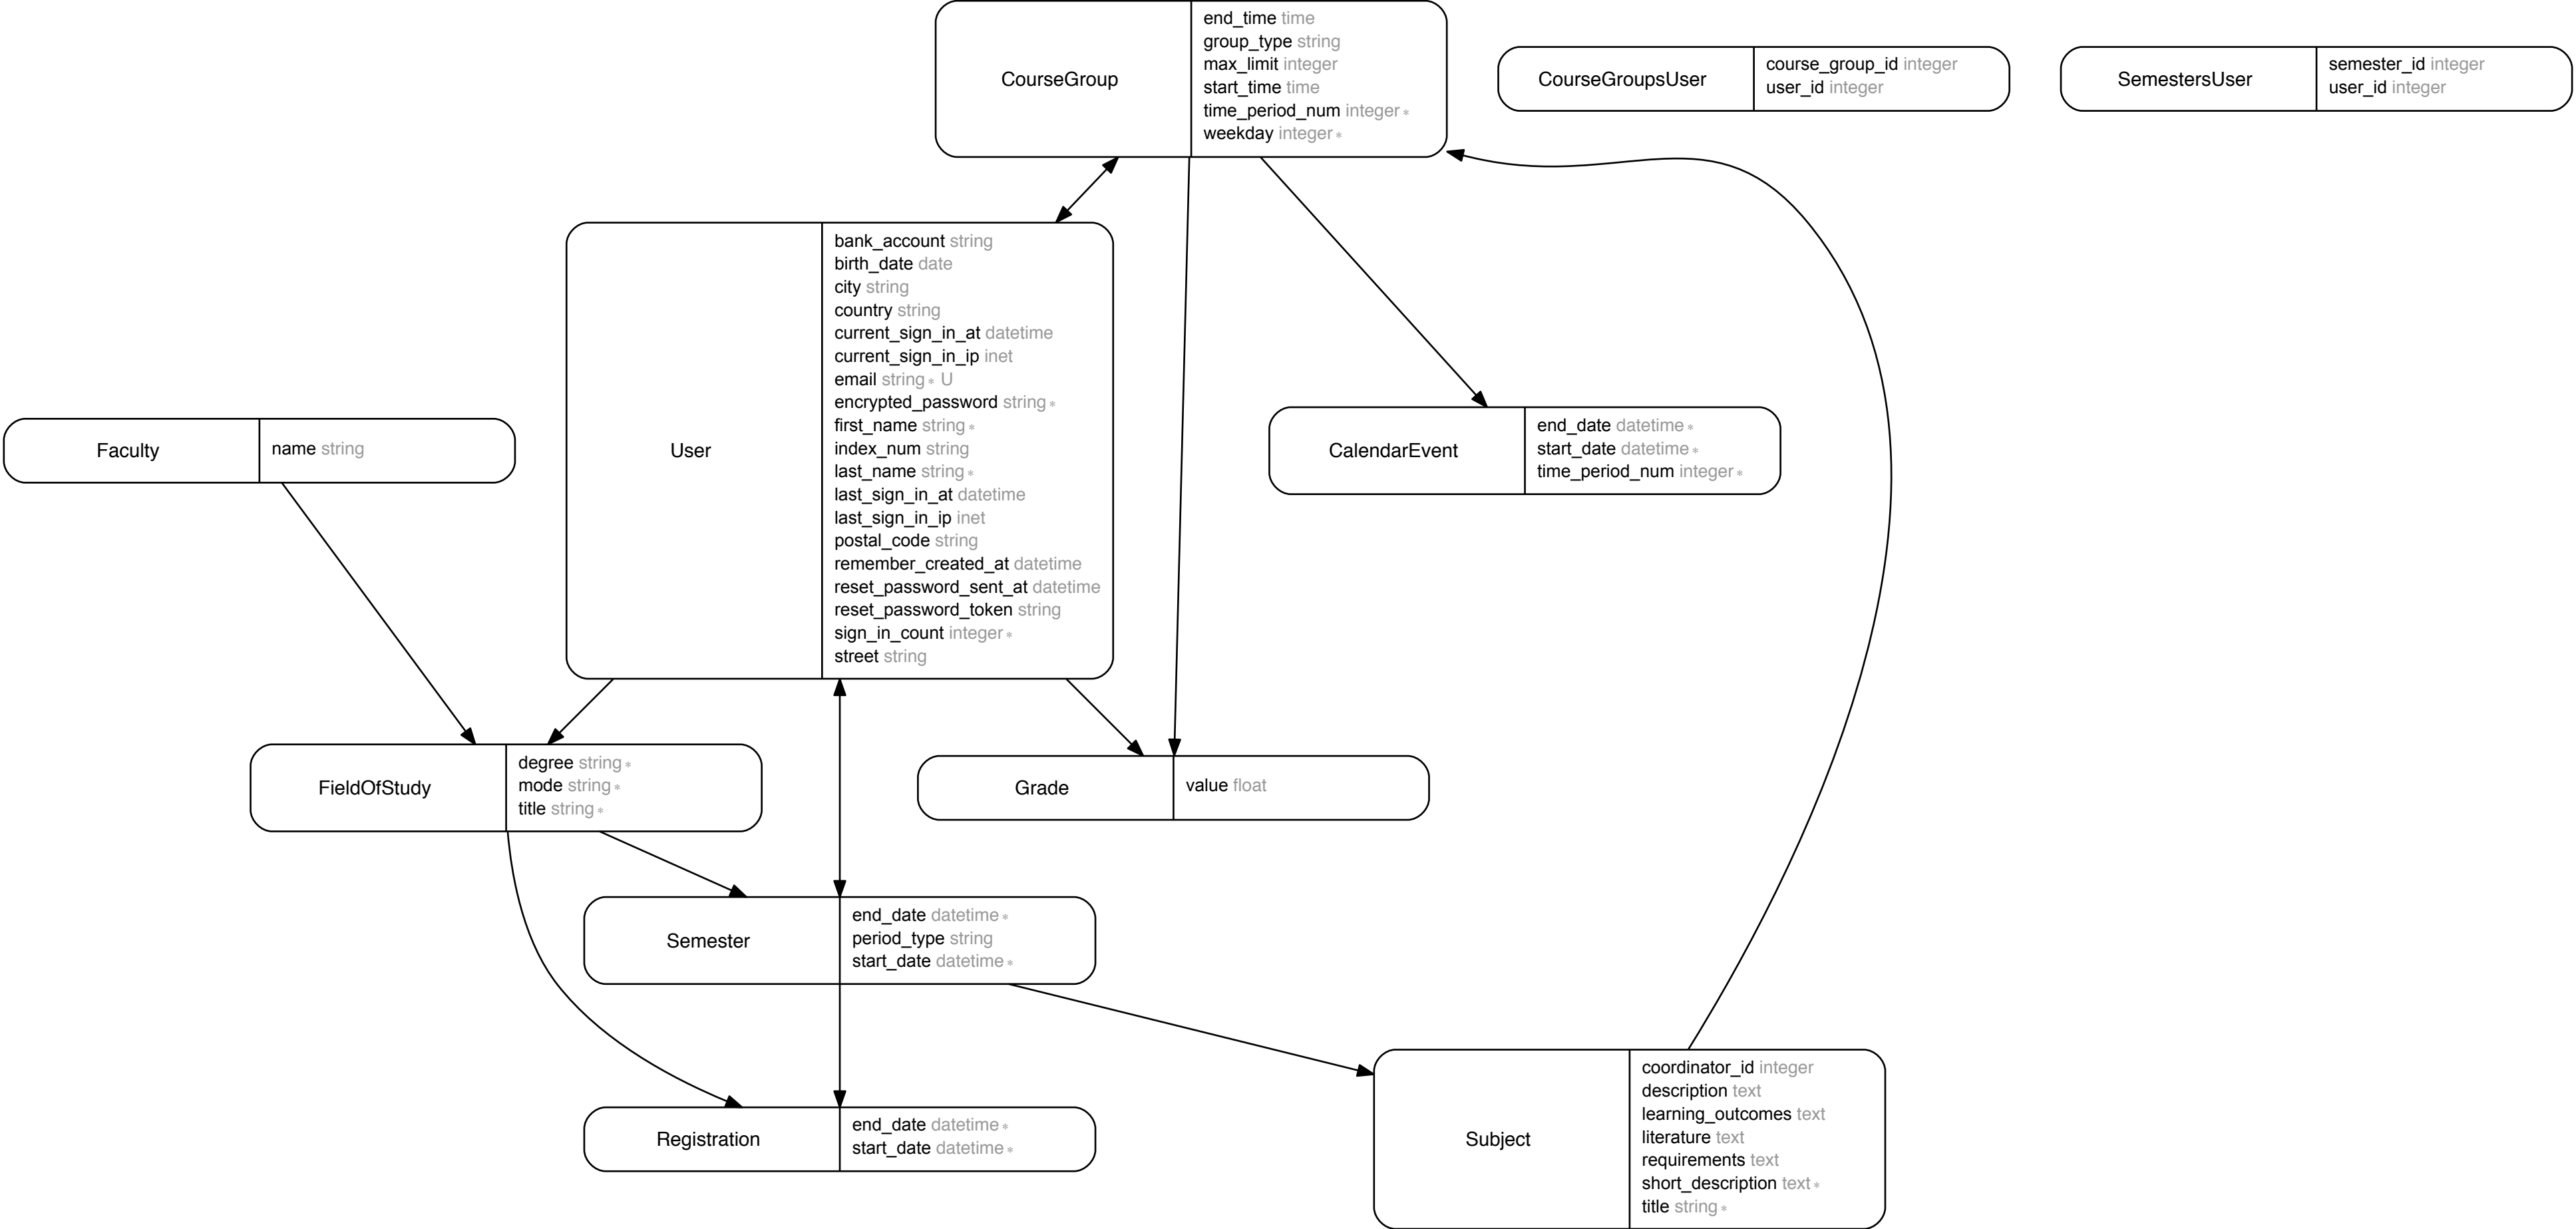 CourseGroup
end_time time
group_type string
max_limit integer
start_time time
time_period_num integer *
weekday integer *
CourseGroupsUser
course_group_id integer
user_id integer
SemestersUser
semester_id integer
user_id integer
User
bank_account string
birth_date date
city string
country string
current_sign_in_at datetime
current_sign_in_ip inet
email string * U
encrypted_password string *
first_name string *
index_num string
last_name string *
last_sign_in_at datetime
last_sign_in_ip inet
postal_code string
remember_created_at datetime
reset_password_sent_at datetime
reset_password_token string
sign_in_count integer *
street string
Faculty
name string
CalendarEvent
end_date datetime *
start_date datetime *
time_period_num integer *
FieldOfStudy
degree string *
mode string *
title string *
Grade
value float
Semester
end_date datetime *
period_type string
start_date datetime *
Registration
end_date datetime *
start_date datetime *
Subject
coordinator_id integer
description text
learning_outcomes text
literature text
requirements text
short_description text *
title string *